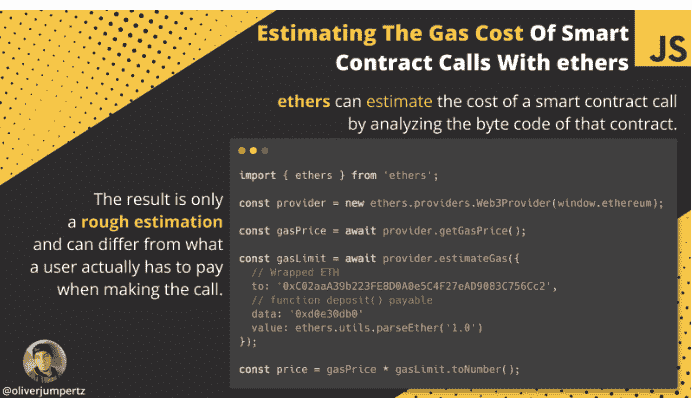 Estimating The Gas Cost Of Smart
Contract Calls With ethers
JS
ethers can estimate the cost of a smart contract call
by analyzing the byte code of that contract.
The result is only
a rough estimation
and can differ from what
a user actually has to pay
when making the call.
import { ethers } from 'ethers';
const provider = new ethers.providers.Web3Provider(window.ethereum);
const gasPrice = await provider.getGasPrice();
const gasLimit = await provider.estimateGas({
// Wrapped ETH
to: '0xC02aaA39b223FE8D0A0e5C4F27eAD9083C756Cc2',
// function deposit() payable
data: '0xd0e30db0'
value: ethers.utils.parseEther('1.0')
});
const price = gasPrice * gasLimit.toNumber();
@oliverjumpertz